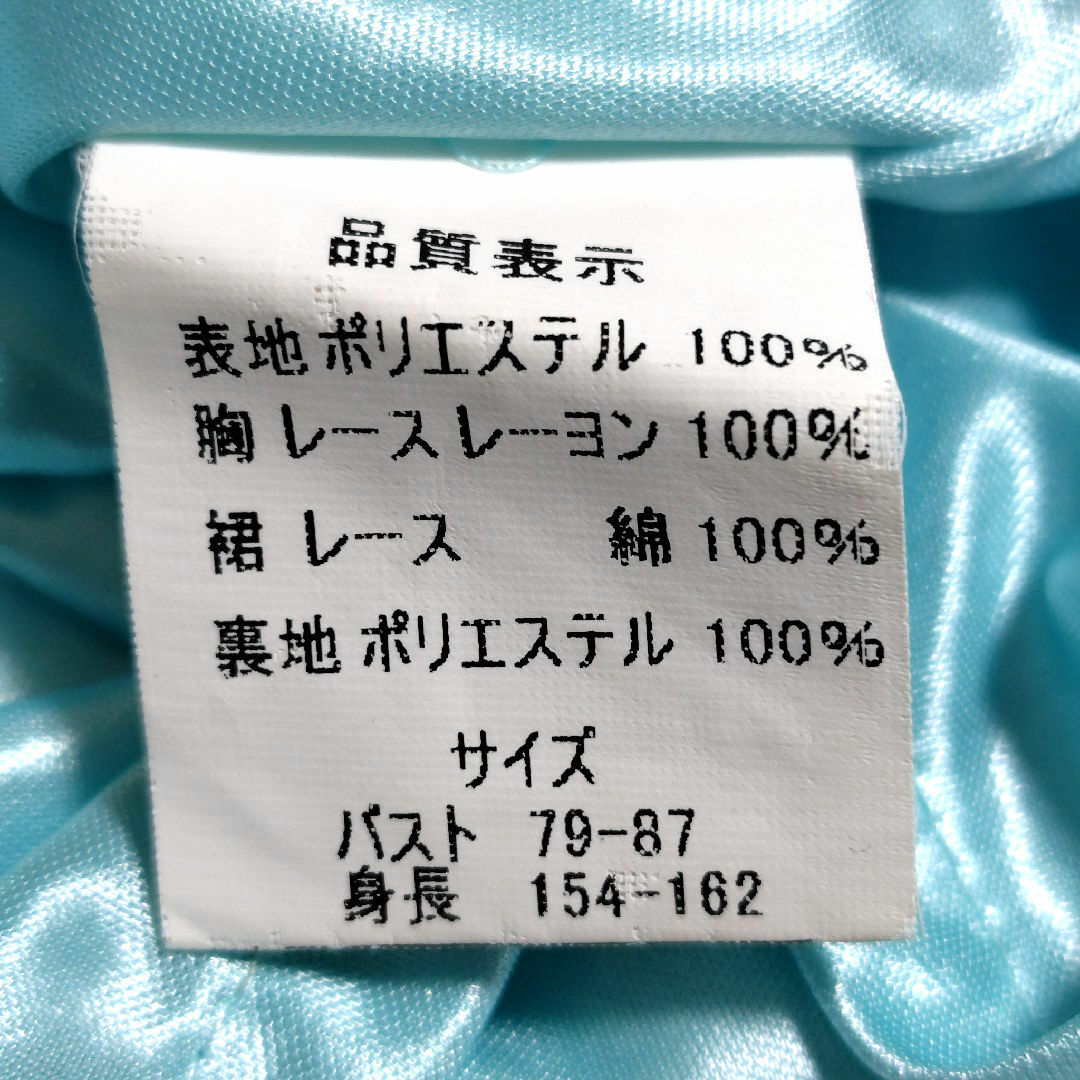 品質表示
表地 ポリエステル 100%
胸 レース レーヨン 100%
裙 レース 綿 100%
裏地 ポリエステル 100%
サイズ
バスト 79-87
身長 154-162